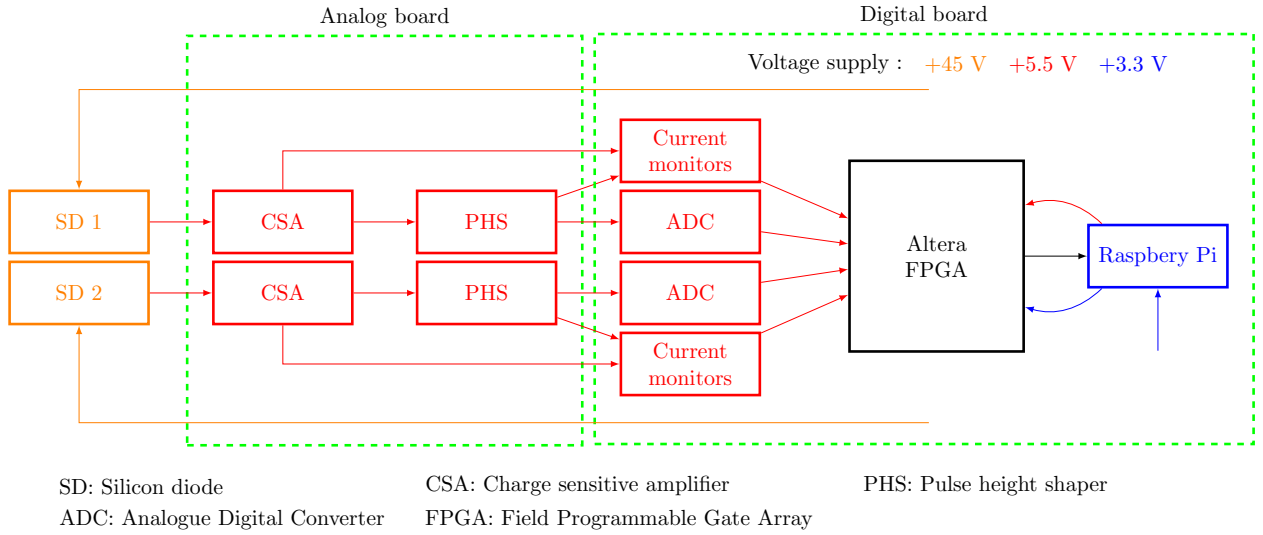 Analog board
Digital board
Voltage supply : +45 V +5.5 V +3.3 V
Current
monitors
SD 1
CSA
PHS
ADC
Altera
FPGA
Raspbery Pi
SD 2
CSA
PHS
ADC
Current
monitors
SD: Silicon diode
CSA: Charge sensitive amplifier
PHS: Pulse height shaper
ADC: Analogue Digital Converter
FPGA: Field Programmable Gate Array